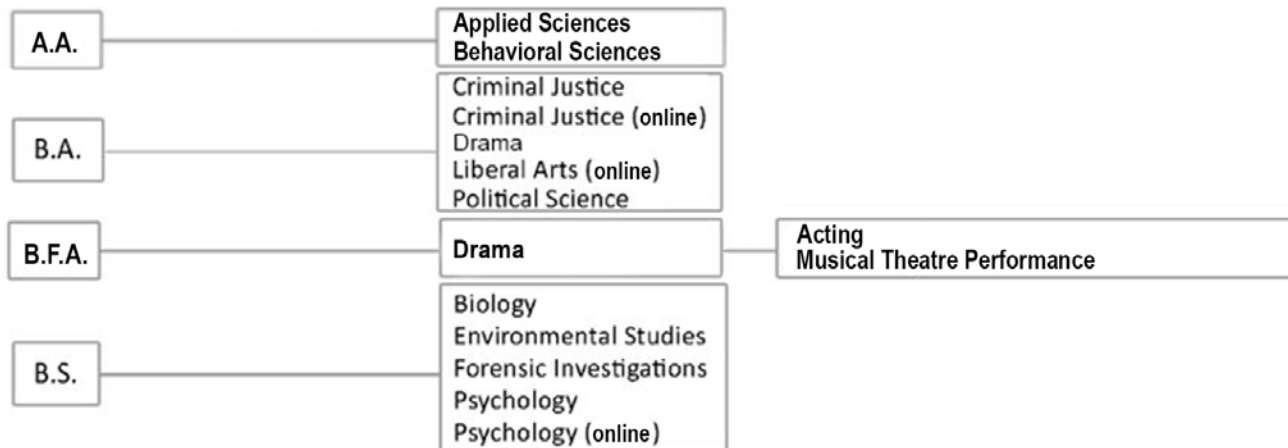 A.A.
Applied Sciences
Behavioral Sciences
B.A.
Criminal Justice
Criminal Justice (online)
Drama
Liberal Arts (online)
Political Science
B.F.A.
Drama
Acting
Musical Theatre Performance
B.S.
Biology
Environmental Studies
Forensic Investigations
Psychology
Psychology (online)